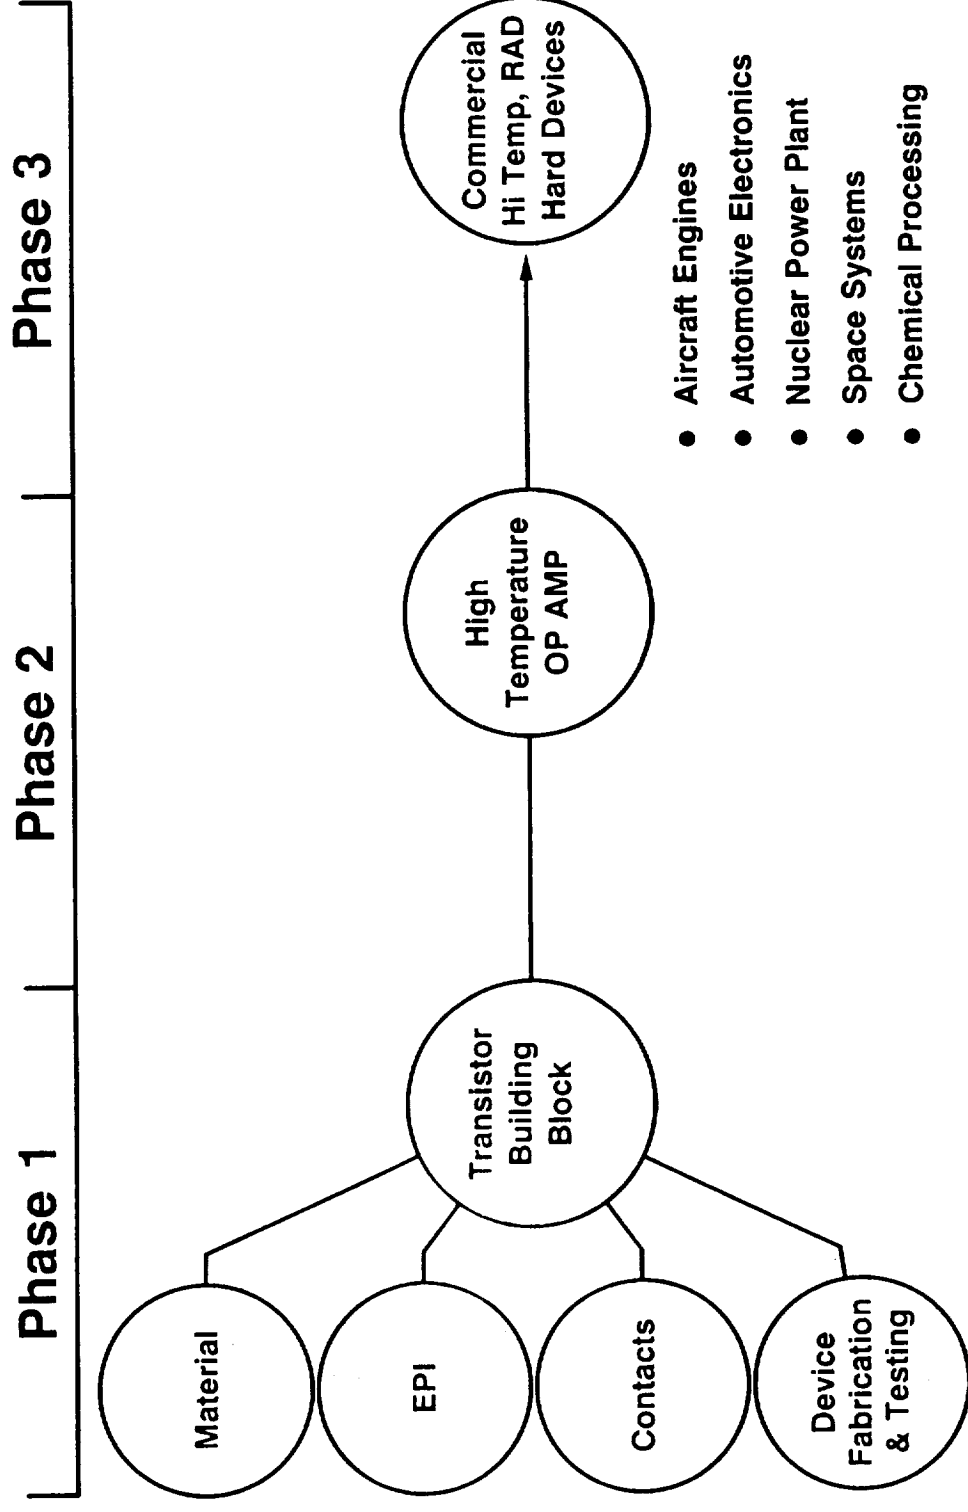 Phase 1
Phase 2
Phase 3
Material
EPI
Contacts
Device
Fabrication
& Testing
Transistor
Building
Block
High
Temperature
OP AMP
Commercial
Hi Temp, RAD
Hard Devices
● Aircraft Engines
● Automotive Electronics
● Nuclear Power Plant
● Space Systems
● Chemical Processing